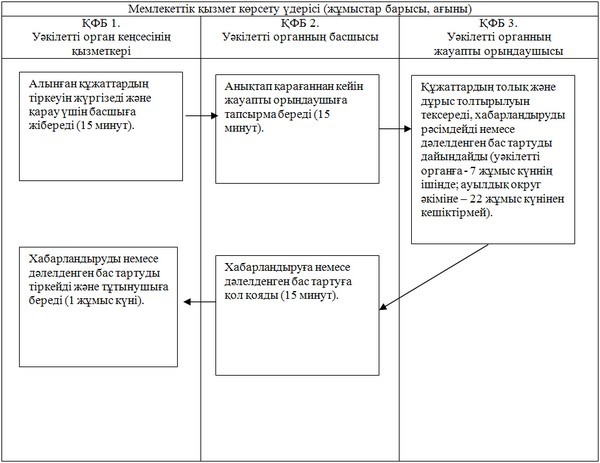 Мемлекеттік қызмет көрсету үдерісі (жұмыстар барысы, ағыны)
ҚФБ 1.
Уәкілетті орган кеңсесінің
қызметкері
ҚФБ 2.
Уәкілетті органның басшысы
ҚФБ 3.
Уәкілетті органның
жауапты орындаушысы
Алынған құжаттардың
тіркеуін жүргізеді және
қарау үшін басшыға
жібереді (15 минут).
Анықтап қарағаннан кейін
жауапты орындаушыға
тапсырма береді (15
минут).
Құжаттардың толық және
дұрыс толтырылуын
тексереді, хабарландыруды
рәсімдейді немесе
дәлелденген бас тартуды
дайындайды (уәкілетті
органға - 7 жұмыс күннің
ішінде; ауылдық округ
әкіміне – 22 жұмыс күнінен
кешіктірмей).
Хабарландыруды немесе
дәлелденген бас тартуды
тіркейді және тұтынушыға
береді (1 жұмыс күні).
Хабарландыруға немесе
дәлелденген бас тартуға
қол қояды (15 минут).